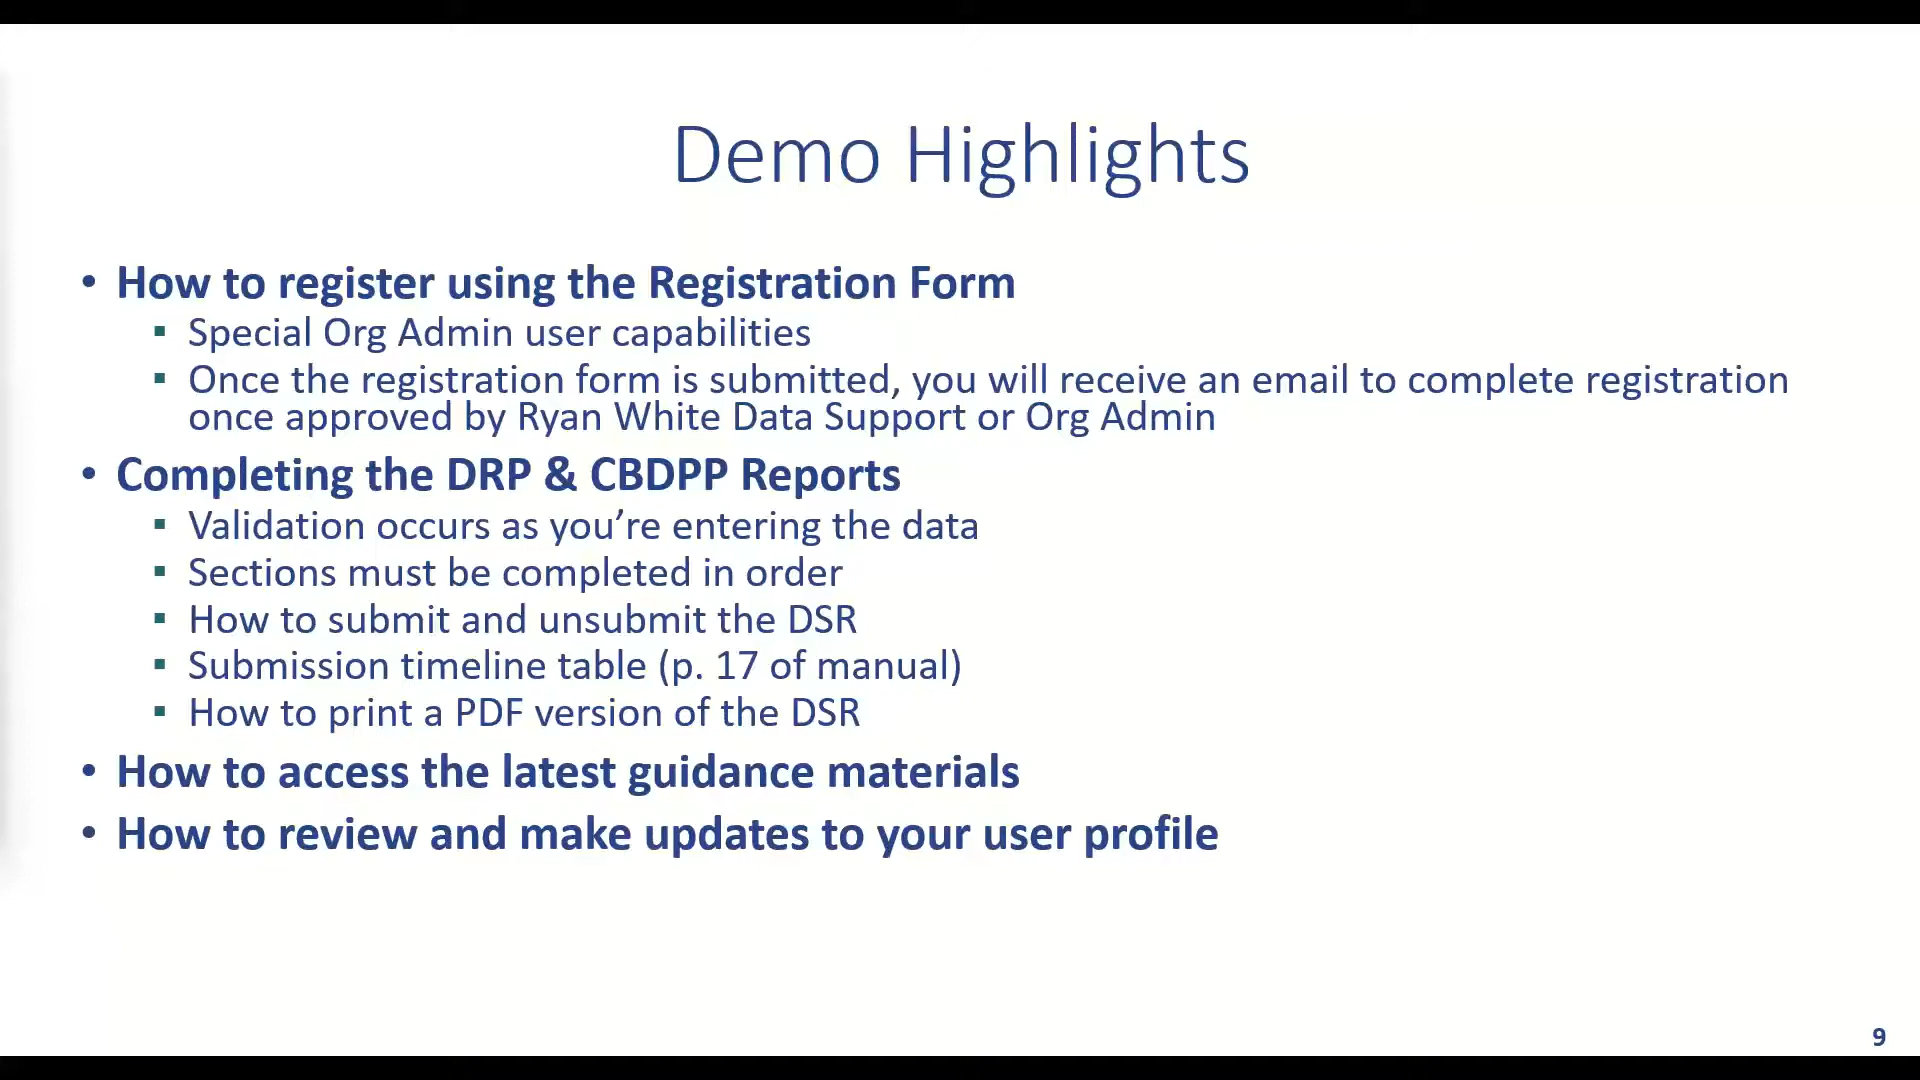 Demo Highlights
• How to register using the Registration Form
▪ Special Org Admin user capabilities
▪ Once the registration form is submitted, you will receive an email to complete registration
once approved by Ryan White Data Support or Org Admin
• Completing the DRP & CBDPP Reports
▪ Validation occurs as you’re entering the data
▪ Sections must be completed in order
▪ How to submit and unsubmit the DSR
▪ Submission timeline table (p. 17 of manual)
▪ How to print a PDF version of the DSR
• How to access the latest guidance materials
• How to review and make updates to your user profile
9